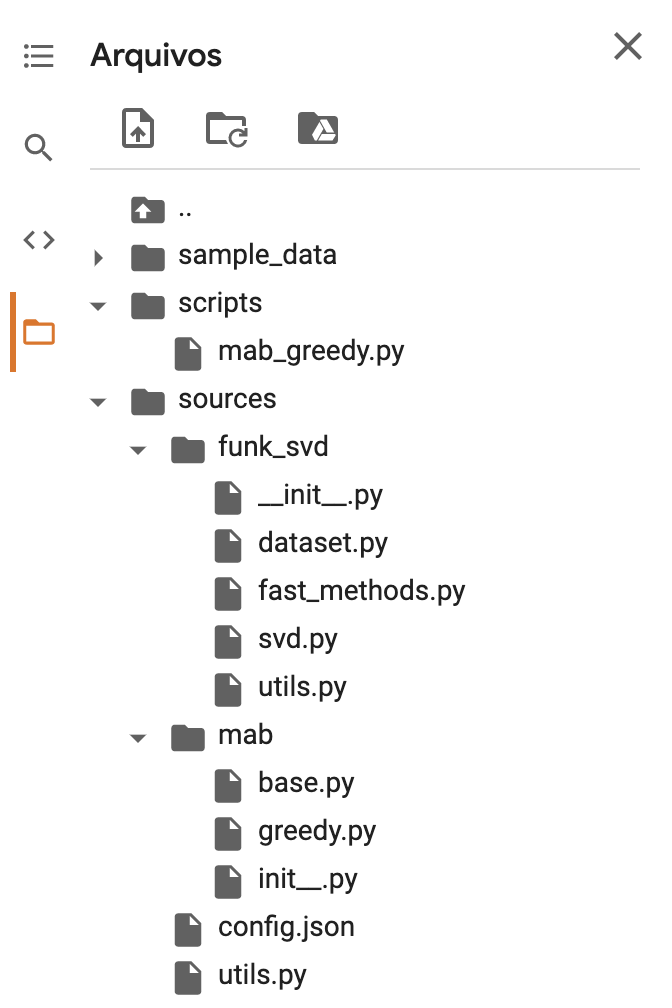 Arquivos
..
sample_data
scripts
mab_greedy.py
sources
funk_svd
__init__.py
dataset.py
fast_methods.py
svd.py
utils.py
mab
base.py
greedy.py
init__.py
config.json
utils.py